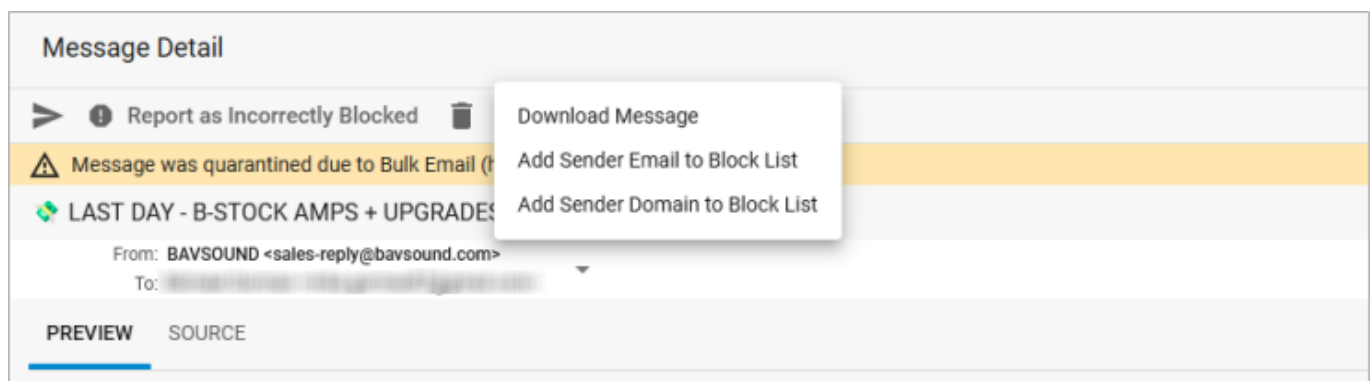 Message Detail
Report as Incorrectly Blocked
Download Message
Message was quarantined due to Bulk Email (
Add Sender Email to Block List
LAST DAY - B-STOCK AMPS + UPGRADES
Add Sender Domain to Block List
From: BAVSOUND <sales-reply@bavsound.com>
To:
PREVIEW SOURCE